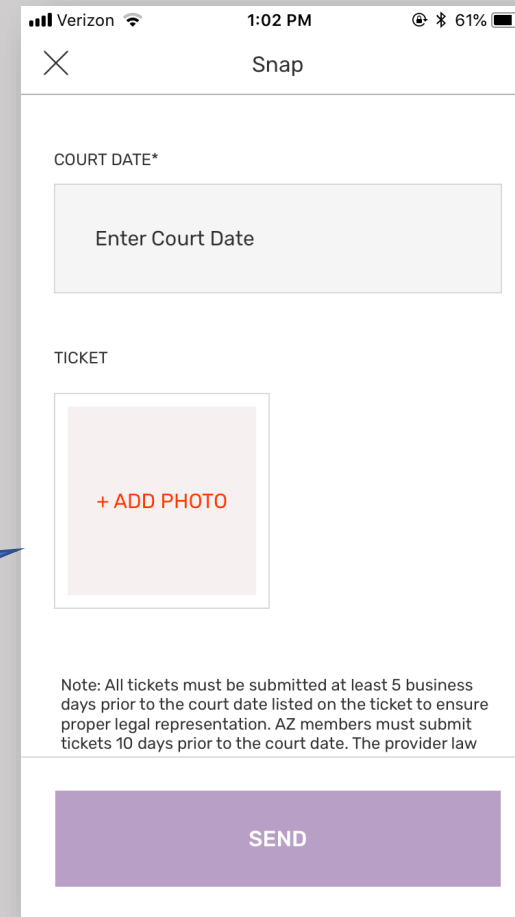 Verizon 1:02 PM 61%
Snap
COURT DATE*
Enter Court Date
TICKET
+ ADD PHOTO
Note: All tickets must be submitted at least 5 business
days prior to the court date listed on the ticket to ensure
proper legal representation. AZ members must submit
tickets 10 days prior to the court date. The provider law
SEND